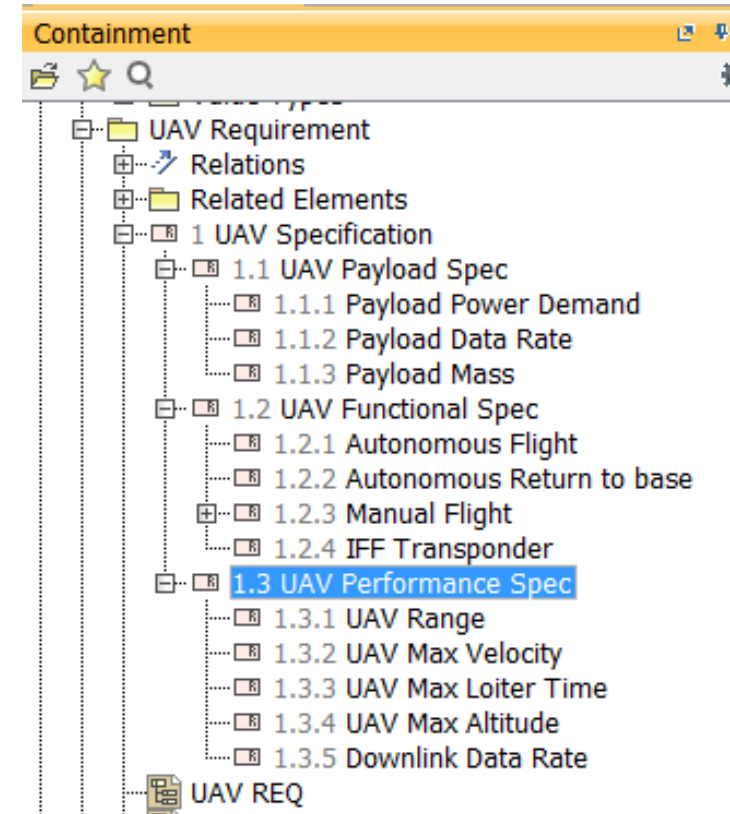 Containment
UAV Requirement
Relations
Related Elements
1 UAV Specification
1.1 UAV Payload Spec
1.1.1 Payload Power Demand
1.1.2 Payload Data Rate
1.1.3 Payload Mass
1.2 UAV Functional Spec
1.2.1 Autonomous Flight
1.2.2 Autonomous Return to base
1.2.3 Manual Flight
1.2.4 IFF Transponder
1.3 UAV Performance Spec
1.3.1 UAV Range
1.3.2 UAV Max Velocity
1.3.3 UAV Max Loiter Time
1.3.4 UAV Max Altitude
1.3.5 Downlink Data Rate
UAV REQ